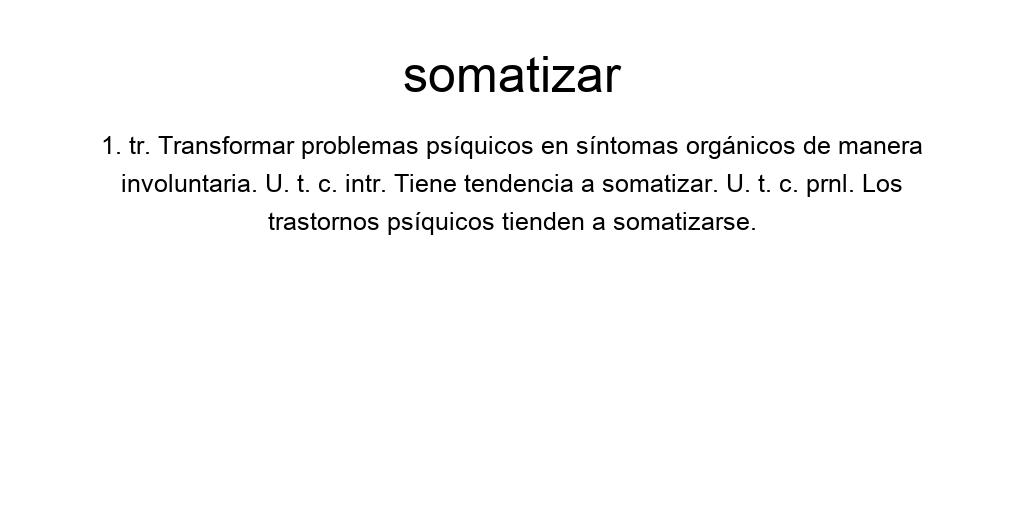 somatizar
1. tr. Transformar problemas psíquicos en síntomas orgánicos de manera
involuntaria. U. t. c. intr. Tiene tendencia a somatizar. U. t. c. prnl. Los
trastornos psíquicos tienden a somatizarse.